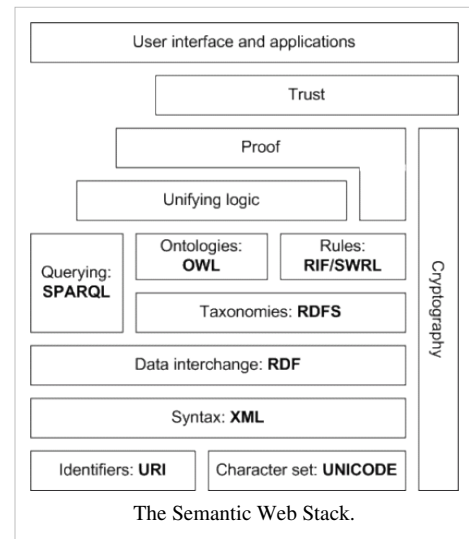 User interface and applications
Trust
Proof
Unifying logic
Querying:
SPARQL
Ontologies:
OWL
Rules:
RIF/SWRL
Taxonomies: RDFS
Cryptography
Data interchange: RDF
Syntax: XML
Identifiers: URI
Character set: UNICODE
The Semantic Web Stack.